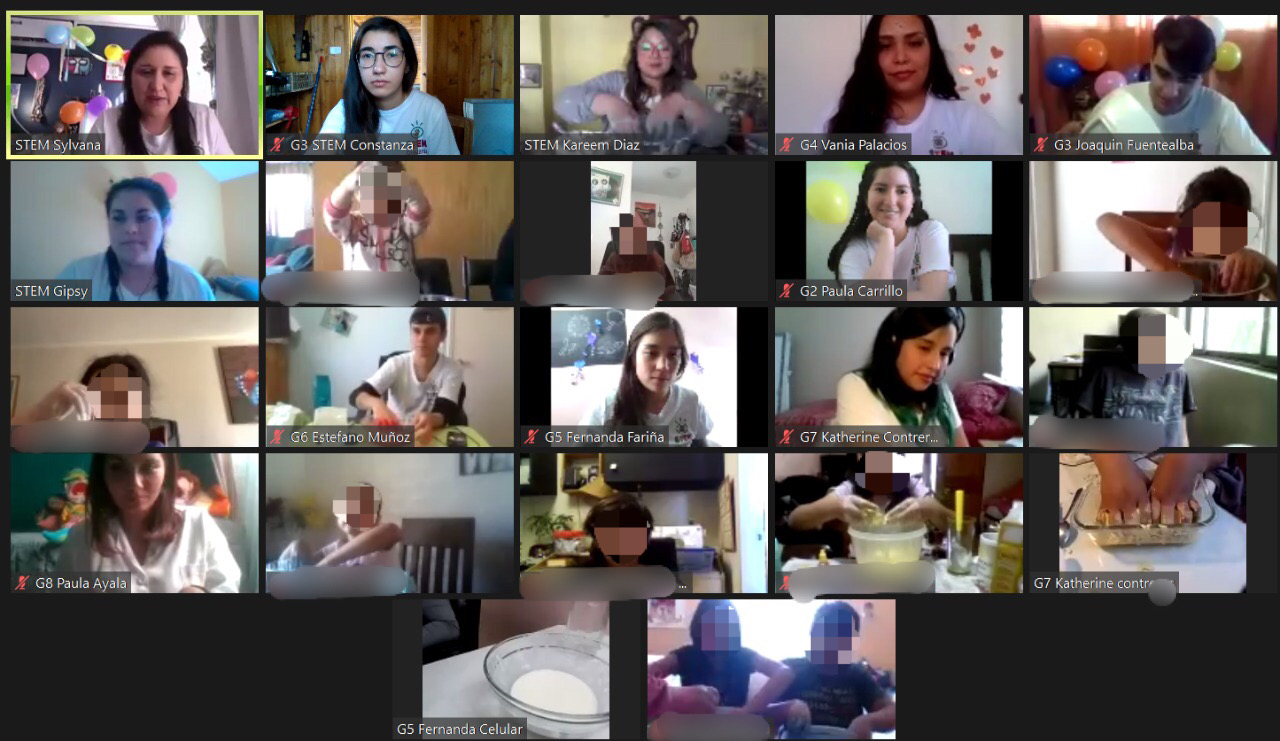 STEM Sylvana
G3 STEM Constanza
STEM Kareem Diaz
G4 Vania Palacios
G3 Joaquin Fuentealba
STEM Gipsy
G2 Paula Carrillo
...
G6 Estefano Muñoz
G5 Fernanda Fariña
G7 Katherine Contrer...
G8 Paula Ayala
...
G7 Katherine
G5 Fernanda Celular